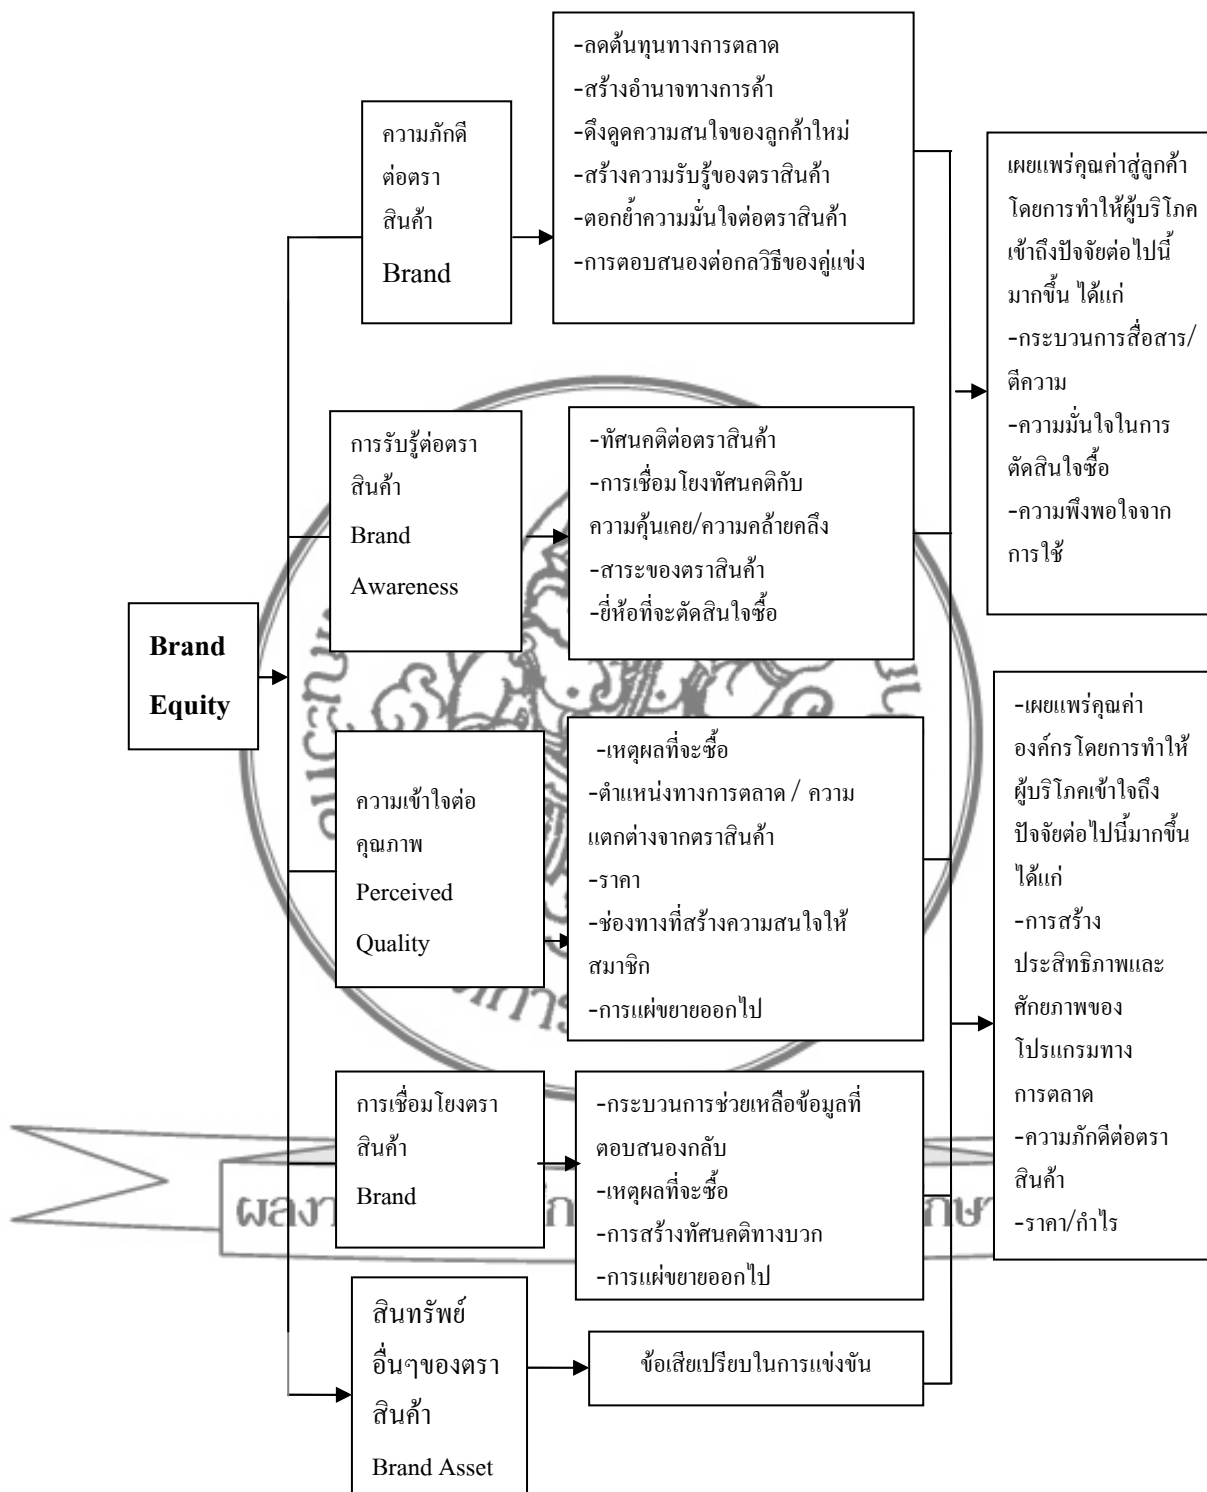 Brand
Equity
ความภักดี
ต่อตรา
สินค้า
Brand
-ลดต้นทุนทางการตลาด
-สร้างอำนาจทางการค้า
-ดึงดูดความสนใจของลูกค้าใหม่
-สร้างความรับรู้ของตราสินค้า
-ตอกย้ำความมั่นใจต่อตราสินค้า
-การตอบสนองต่อกลวิธีของคู่แข่ง
การรับรู้ต่อตรา
สินค้า
Brand
Awareness
-ทัศนคติต่อตราสินค้า
-การเชื่อมโยงทัศนคติกับ
ความคุ้นเคย/ความคล้ายคลึง
-สาระของตราสินค้า
-ยี่ห้อที่จะตัดสินใจซื้อ
ความเข้าใจต่อ
คุณภาพ
Perceived
Quality
-เหตุผลที่จะซื้อ
-ตำแหน่งทางการตลาด / ความ
แตกต่างจากตราสินค้า
-ราคา
-ช่องทางที่สร้างความสนใจให้
สมาชิก
-การแผ่ขยายออกไป
การเชื่อมโยงตรา
สินค้า
Brand
-กระบวนการช่วยเหลือข้อมูลที่
ตอบสนองกลับ
-เหตุผลที่จะซื้อ
-การสร้างทัศนคติทางบวก
-การแผ่ขยายออกไป
สินทรัพย์
อื่นๆของตรา
สินค้า
Brand Asset
ข้อเสียเปรียบในการแข่งขัน
เผยแพร่คุณค่าสู่ลูกค้า
โดยการทำให้ผู้บริโภค
เข้าถึงปัจจัยต่อไปนี้
มากขึ้น ได้แก่
-กระบวนการสื่อสาร/
ตีความ
-ความมั่นใจในการ
ตัดสินใจซื้อ
-ความพึงพอใจจาก
การใช้
-เผยแพร่คุณค่า
องค์กรโดยการทำให้
ผู้บริโภคเข้าใจถึง
ปัจจัยต่อไปนี้มากขึ้น
ได้แก่
-การสร้าง
ประสิทธิภาพและ
ศักยภาพของ
โปรแกรมทาง
การตลาด
-ความภักดีต่อตรา
สินค้า
-ราคา/กำไร